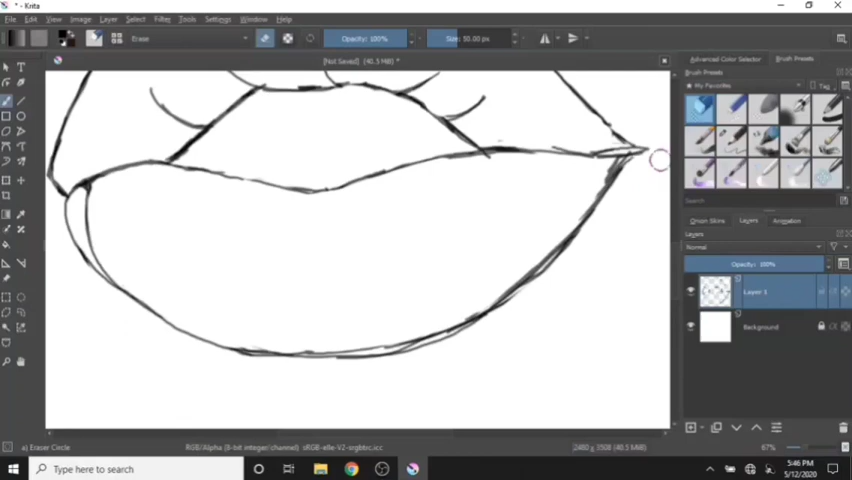 * - Krita
File Edit View Image Layer Filter Tools Settings Window Help
Erase Opacity: 100% Size: 50.00 px
[Not Saved] (40.5 MiB) *
Advanced Color Selector Brush Presets
Brush Presets
My Favorites Tag
Search
Onion Skins Layers Animation
Layers
Normal
Opacity: 100%
Layer 1
Background
a) Eraser Circle RGB/Alpha (8-bit integer/channel) sRGB-elle-V2-srgbtrc.icc 2480 x 3508 (40.5 MiB) 67%
Type here to search
5:46 PM
5/12/2020